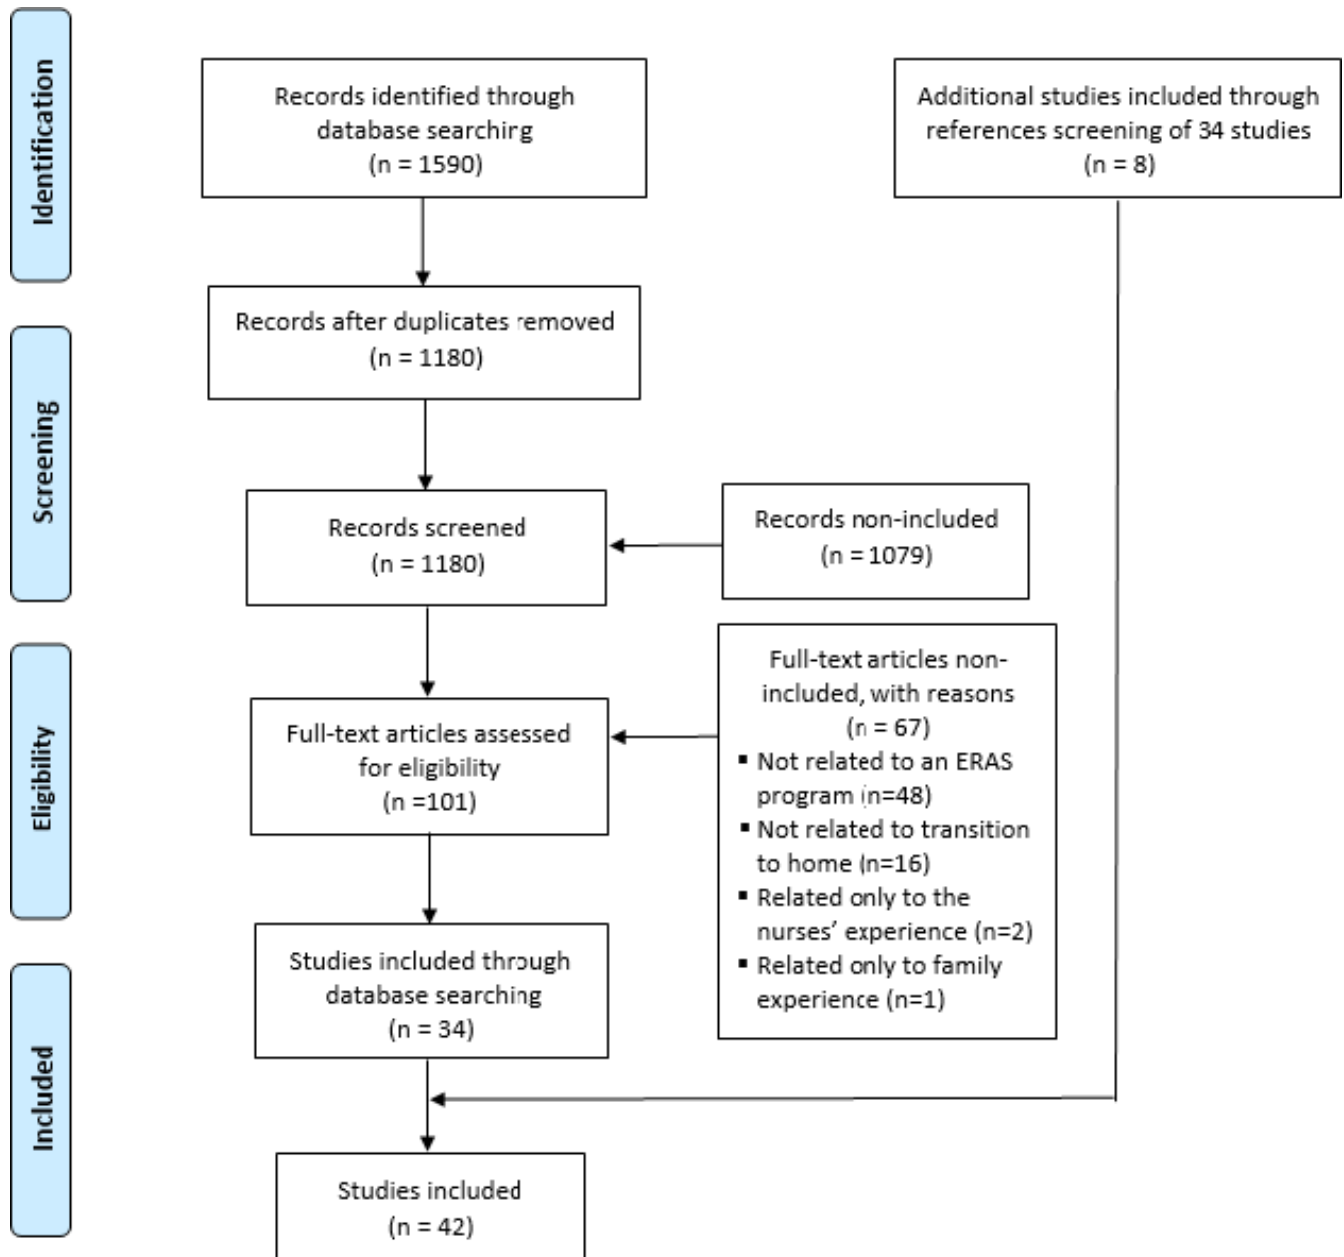 Identification
Records identified through
database searching
(n = 1590)
Additional studies included through
references screening of 34 studies
(n = 8)
Records after duplicates removed
(n = 1180)
Screening
Records screened
(n = 1180)
Records non-included
(n = 1079)
Eligibility
Full-text articles assessed
for eligibility
(n =101)
Full-text articles non-
included, with reasons
(n = 67)
▪ Not related to an ERAS
program (n=48)
▪ Not related to transition
to home (n=16)
▪ Related only to the
nurses’ experience (n=2)
▪ Related only to family
experience (n=1)
Included
Studies included through
database searching
(n = 34)
Studies included
(n = 42)